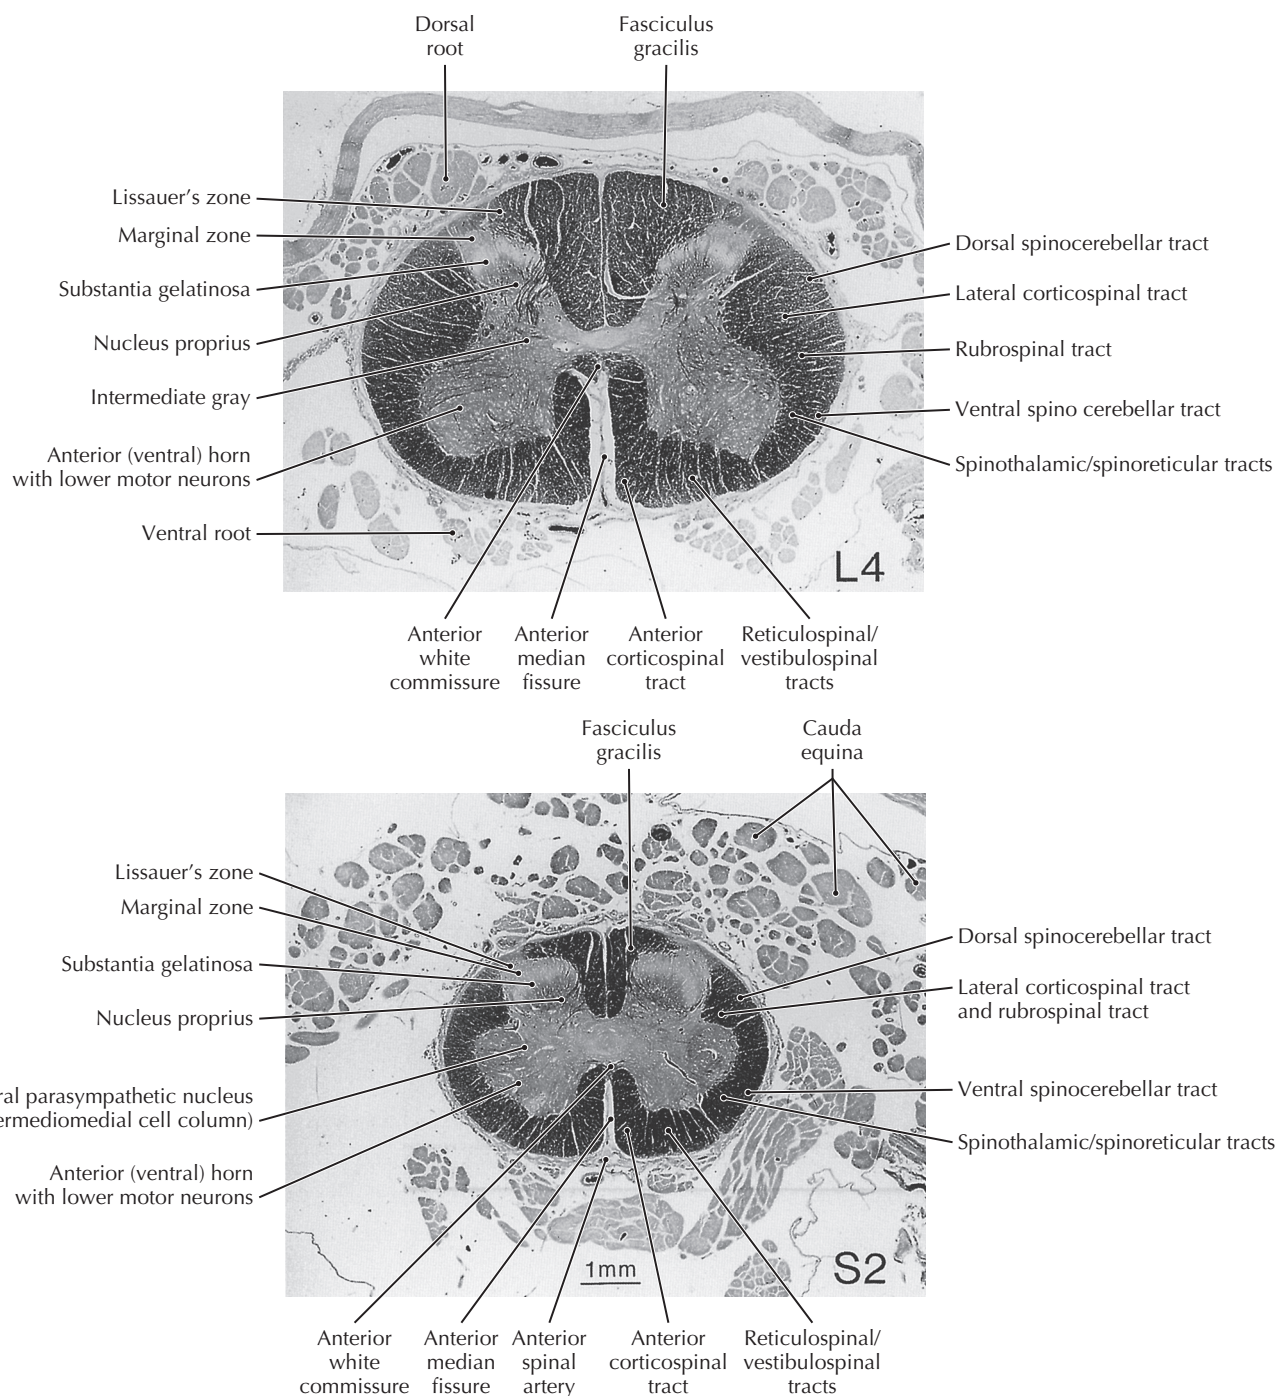 Dorsal
root
Fasciculus
gracilis
Lissauer's zone
Marginal zone
Substantia gelatinosa
Nucleus proprius
Intermediate gray
Anterior (ventral) horn
with lower motor neurons
Ventral root
Dorsal spinocerebellar tract
Lateral corticospinal tract
Rubrospinal tract
Ventral spino cerebellar tract
Spinothalamic/spinoreticular tracts
L4
Anterior
white
commissure
Anterior
median
fissure
Anterior
corticospinal
tract
Reticulospinal/
vestibulospinal
tracts
Fasciculus
gracilis
Cauda
equina
Lissauer's zone
Marginal zone
Substantia gelatinosa
Nucleus proprius
parasympathetic nucleus
cell column)
Anterior (ventral) horn
with lower motor neurons
Dorsal spinocerebellar tract
Lateral corticospinal tract
and rubrospinal tract
Ventral spinocerebellar tract
Spinothalamic/spinoreticular tracts
1mm
S2
Anterior
white
commissure
Anterior
median
fissure
Anterior
spinal
artery
Anterior
corticospinal
tract
Reticulospinal/
vestibulospinal
tracts